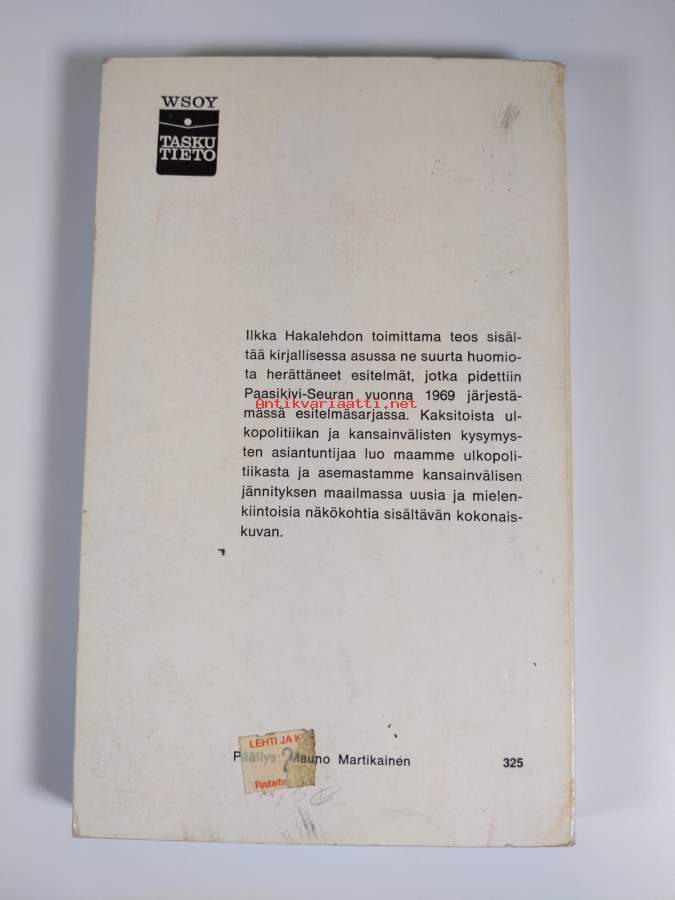 WSOY
TASKU
TIETO
Ilkka Hakalehdon toimittama teos sisäl-
tää kirjallisessa asussa ne suurta huomio-
ta herättäneet esitelmät, jotka pidettiin
Paasikivi-Seuran vuonna 1969 järjestä-
Antikvariaatti.net
mässä esitelmäsarjassa. Kaksitoista ul-
kopolitiikan ja kansainvälisten kysymys-
ten asiantuntijaa luo maamme ulkopoli-
tiikasta ja asemastamme kansainvälisen
jännityksen maailmassa uusia ja mielen-
kiintoisia näkökohtia sisältävän kokonais-
kuvan.
LEHTI JA K
Päällys: Mauno Martikainen 325
Puutarha